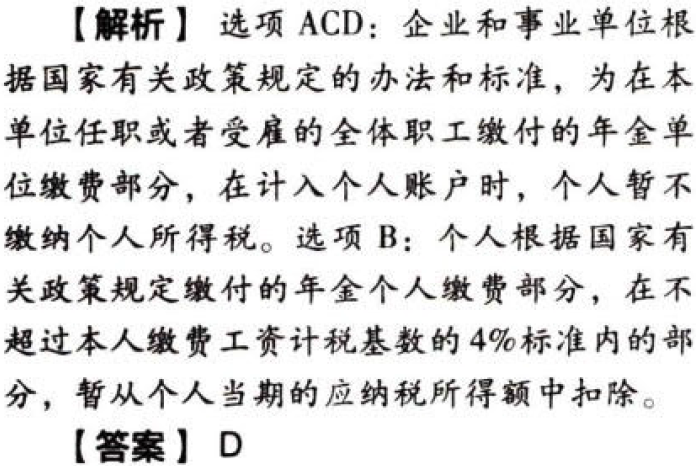 【解析】 选项 ACD：企业和事业单位根
据国家有关政策规定的办法和标准，为在本
单位任职或者受雇的全体职工缴付的年金单
位缴费部分，在计入个人账户时，个人暂不
缴纳个人所得税。选项 B：个人根据国家有
关政策规定缴付的年金个人缴费部分，在不
超过本人缴费工资计税基数的 4%标准内的部
分，暂从个人当期的应纳税所得额中扣除。
【答案】 D